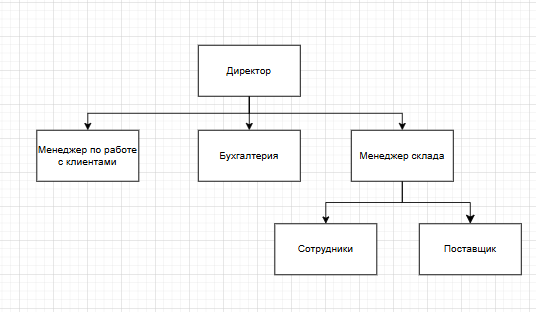 Директор
Менеджер по работе
с клиентами
Бухгалтерия
Менеджер склада
Сотрудники
Поставщик